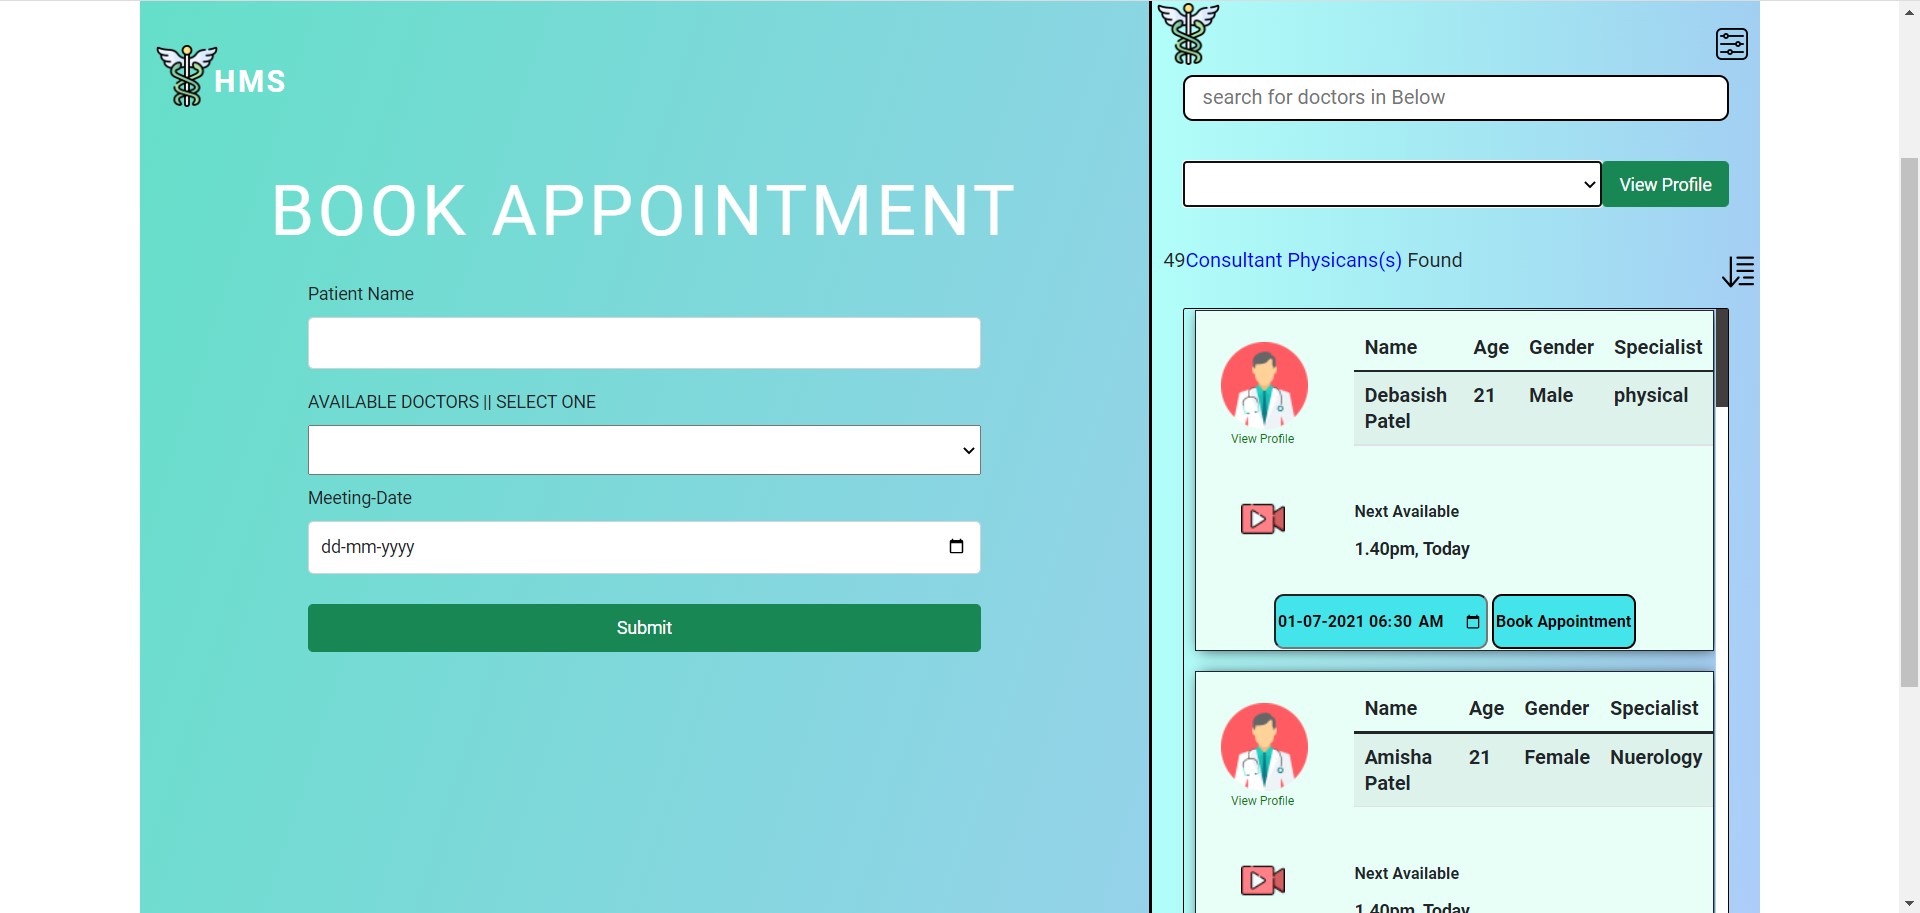 HMS
BOOK APPOINTMENT
Patient Name
AVAILABLE DOCTORS || SELECT ONE
Meeting-Date
dd-mm-yyyy
Submit
search for doctors in Below
View Profile
49Consultant Physicans(s) Found
Name Age Gender Specialist
Debasish Patel 21 Male physical
View Profile
Next Available
1.40pm, Today
01-07-2021 06:30 AM
Book Appointment
Name Age Gender Specialist
Amisha Patel 21 Female Nuerology
View Profile
Next Available
1.40pm, Today